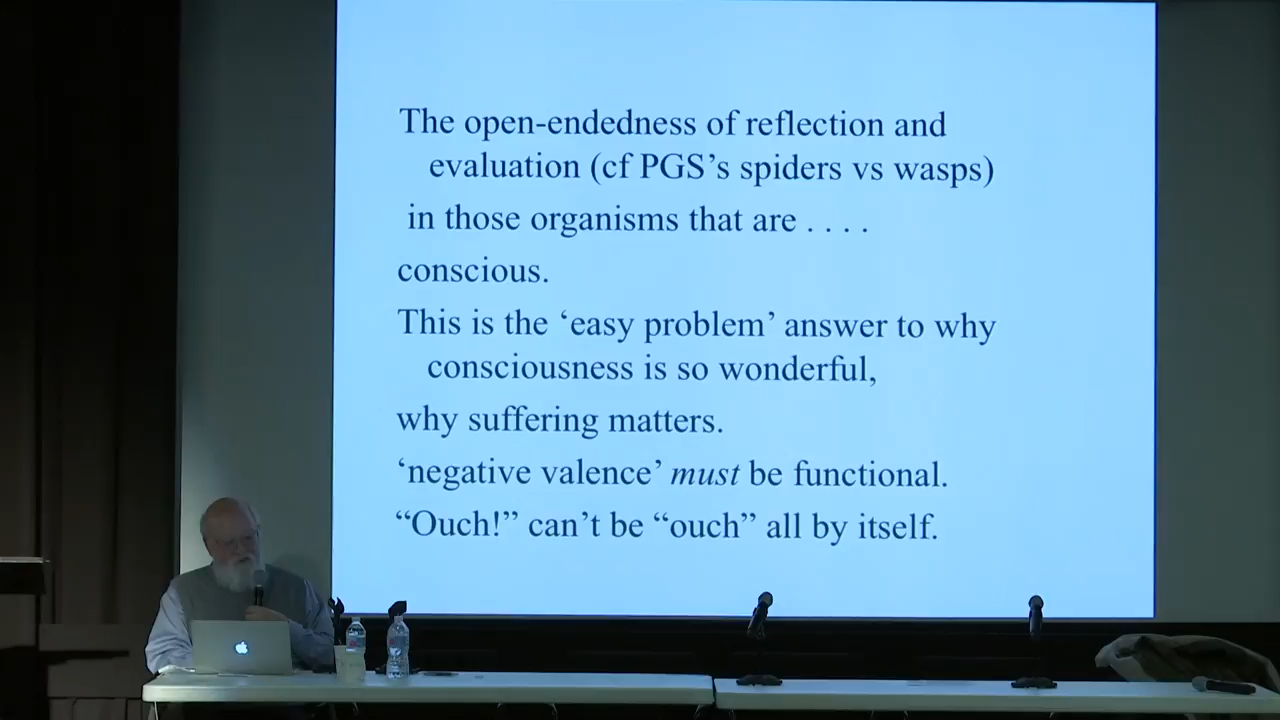 The open-endedness of reflection and
evaluation (cf PGS’s spiders vs wasps)
in those organisms that are . . . .
conscious.
This is the ‘easy problem’ answer to why
consciousness is so wonderful,
why suffering matters.
‘negative valence’ must be functional.
“Ouch!” can’t be “ouch” all by itself.